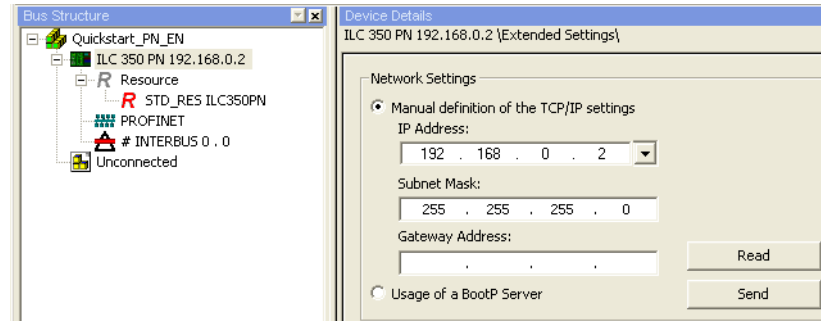 Bus Structure
Quickstart_PN_EN
ILC 350 PN 192.168.0.2
R Resource
R STD_RES ILC350PN
PROFINET
# INTERBUS 0 . 0
Unconnected
Device Details
ILC 350 PN 192.168.0.2 \Extended Settings\
Network Settings
Manual definition of the TCP/IP settings
IP Address:
192 . 168 . 0 . 2
Subnet Mask:
255 . 255 . 255 . 0
Gateway Address:
. . .
Read
Usage of a BootP Server
Send